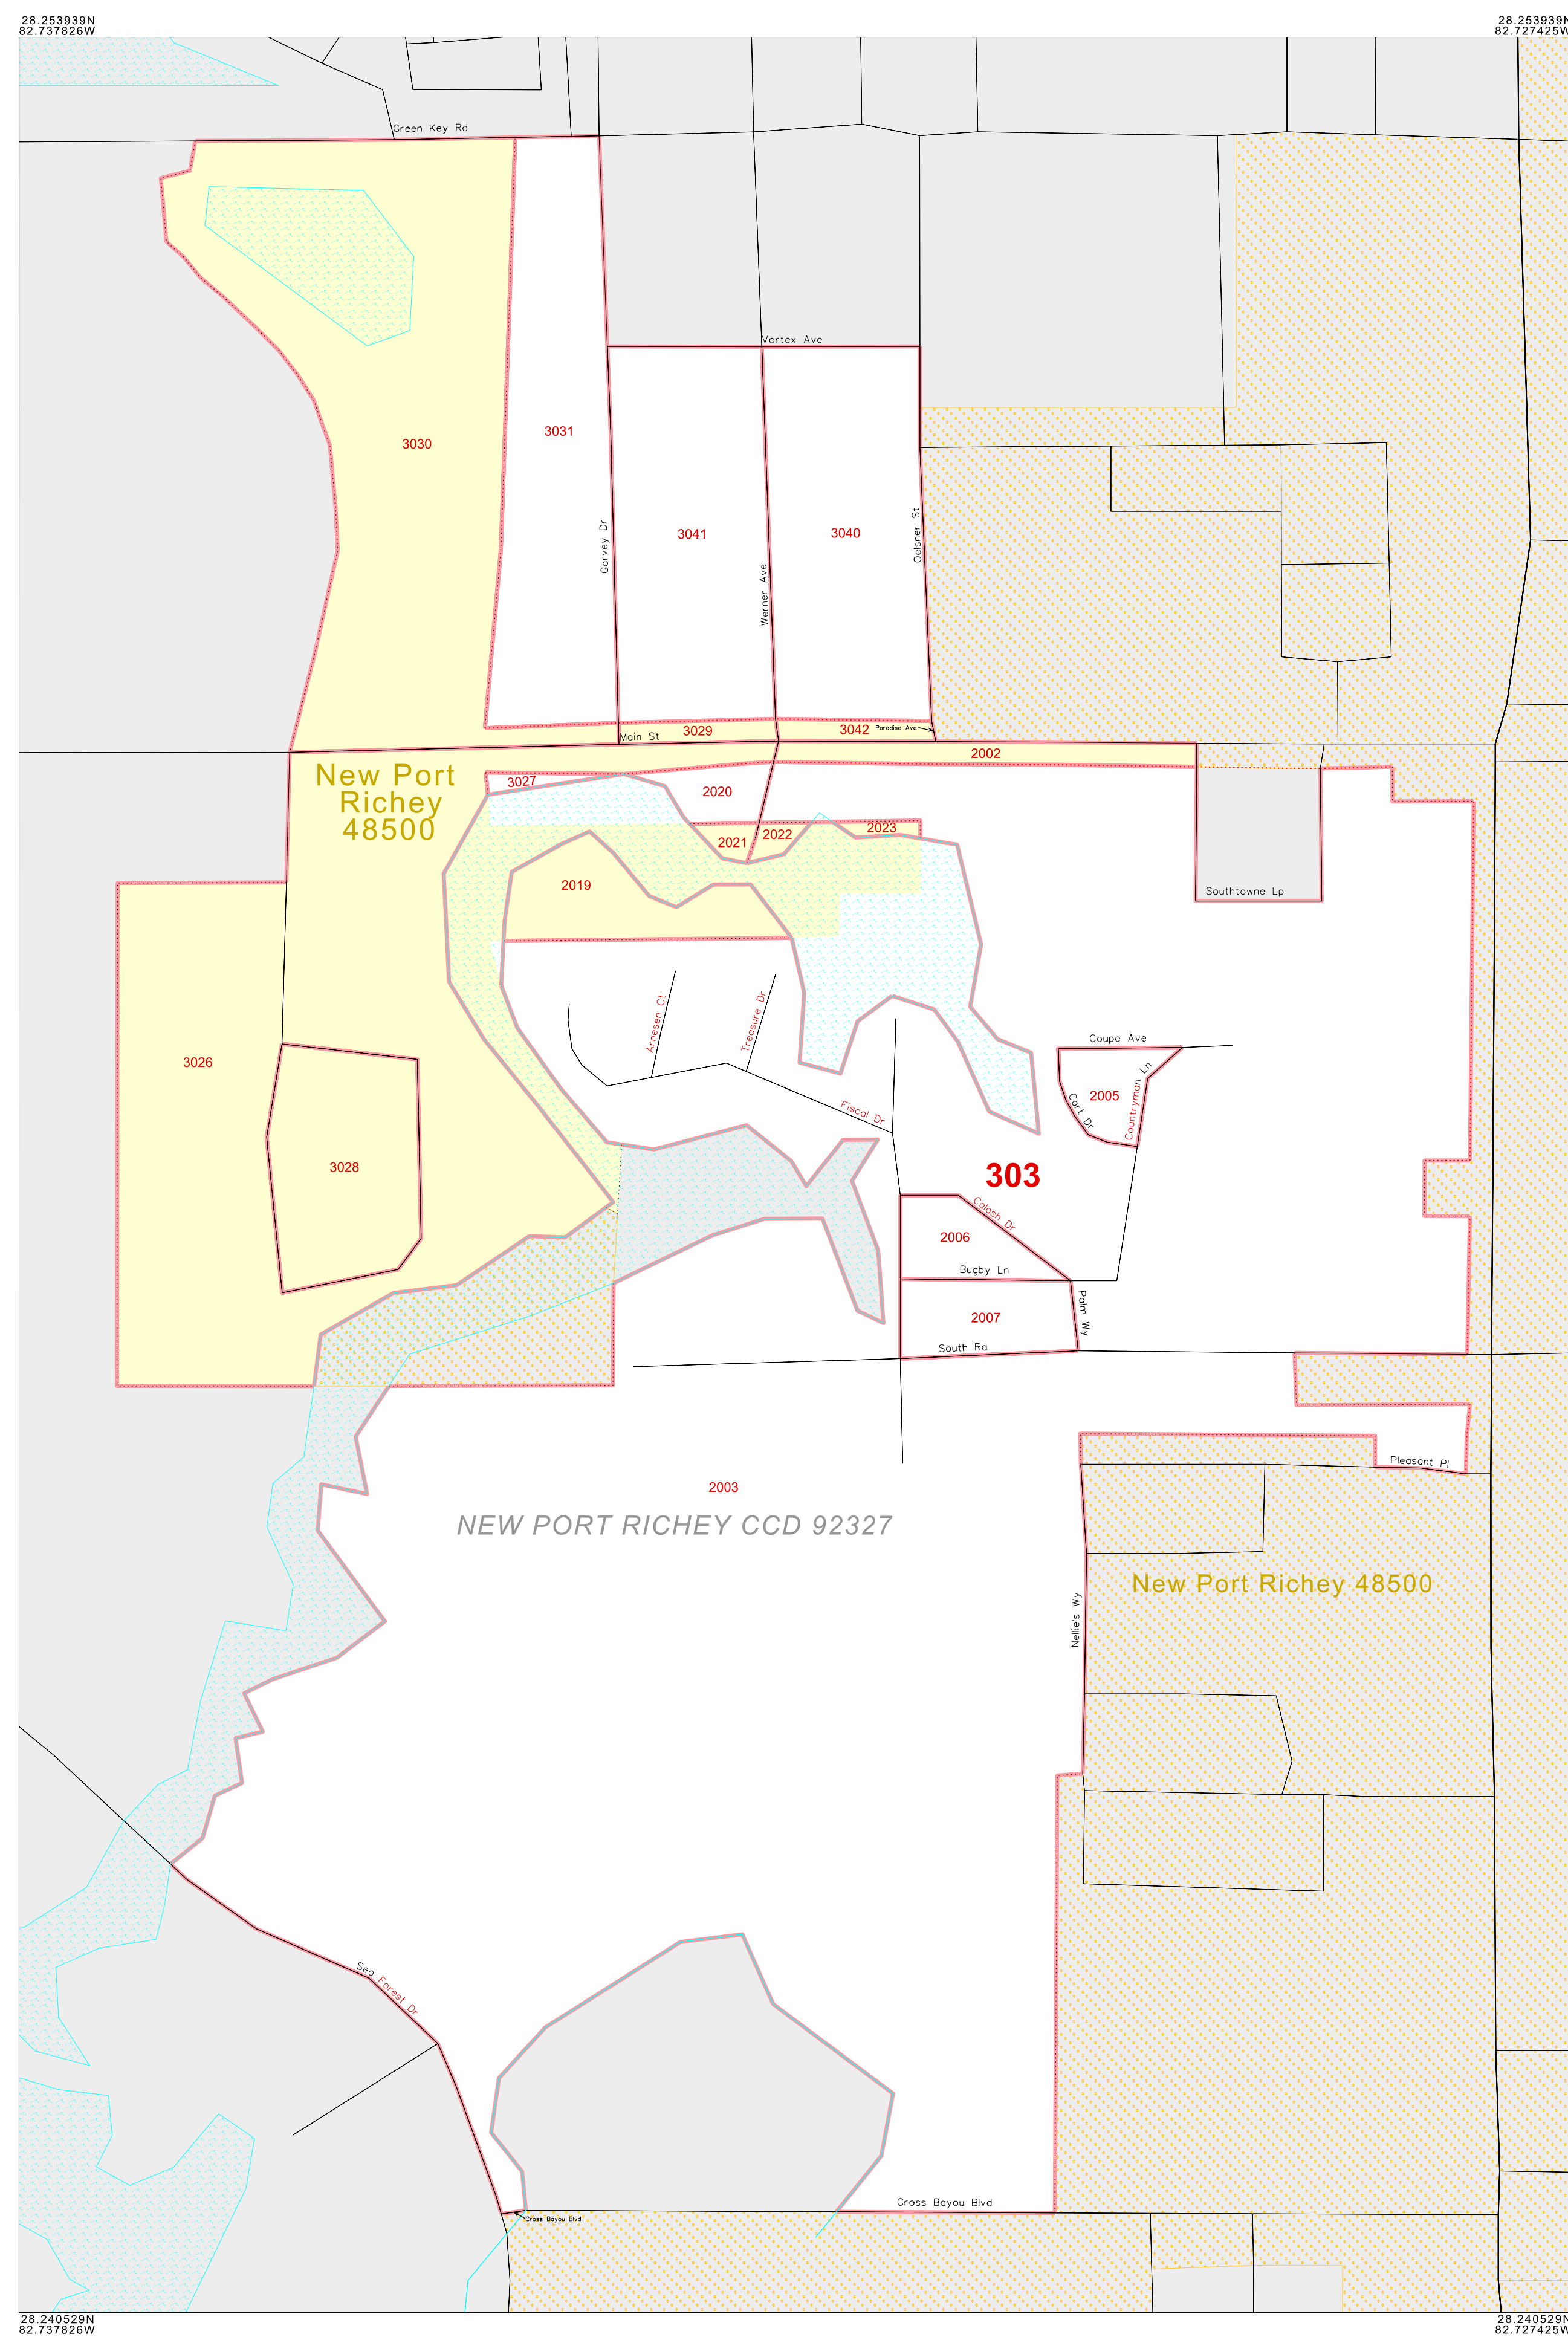 28.253939N
82.737826W
28.253939N
82.727425W
Green Key Rd
Vortex Ave
3030
3031
Garvey Dr
3041
Werner Ave
3040
Oelsner St
3029
3042
Paradise Ave
Main St
2002
New Port
Richey
48500
3027
2020
2021
2022
2023
2019
Southtowne Lp
Arnesen Ct
Treasure Dr
Fiscal Dr
Coupe Ave
2005
Cart Dr
Countryman Ln
3026
3028
303
Calash Dr
2006
Bugby Ln
2007
Palm Wy
South Rd
Pleasant Pl
2003
NEW PORT RICHEY CCD 92327
New Port Richey 48500
Nellie's Wy
Sea Forest Dr
Cross Bayou Blvd
Cross Bayou Blvd
28.240529N
82.737826W
28.240529N
82.727425W